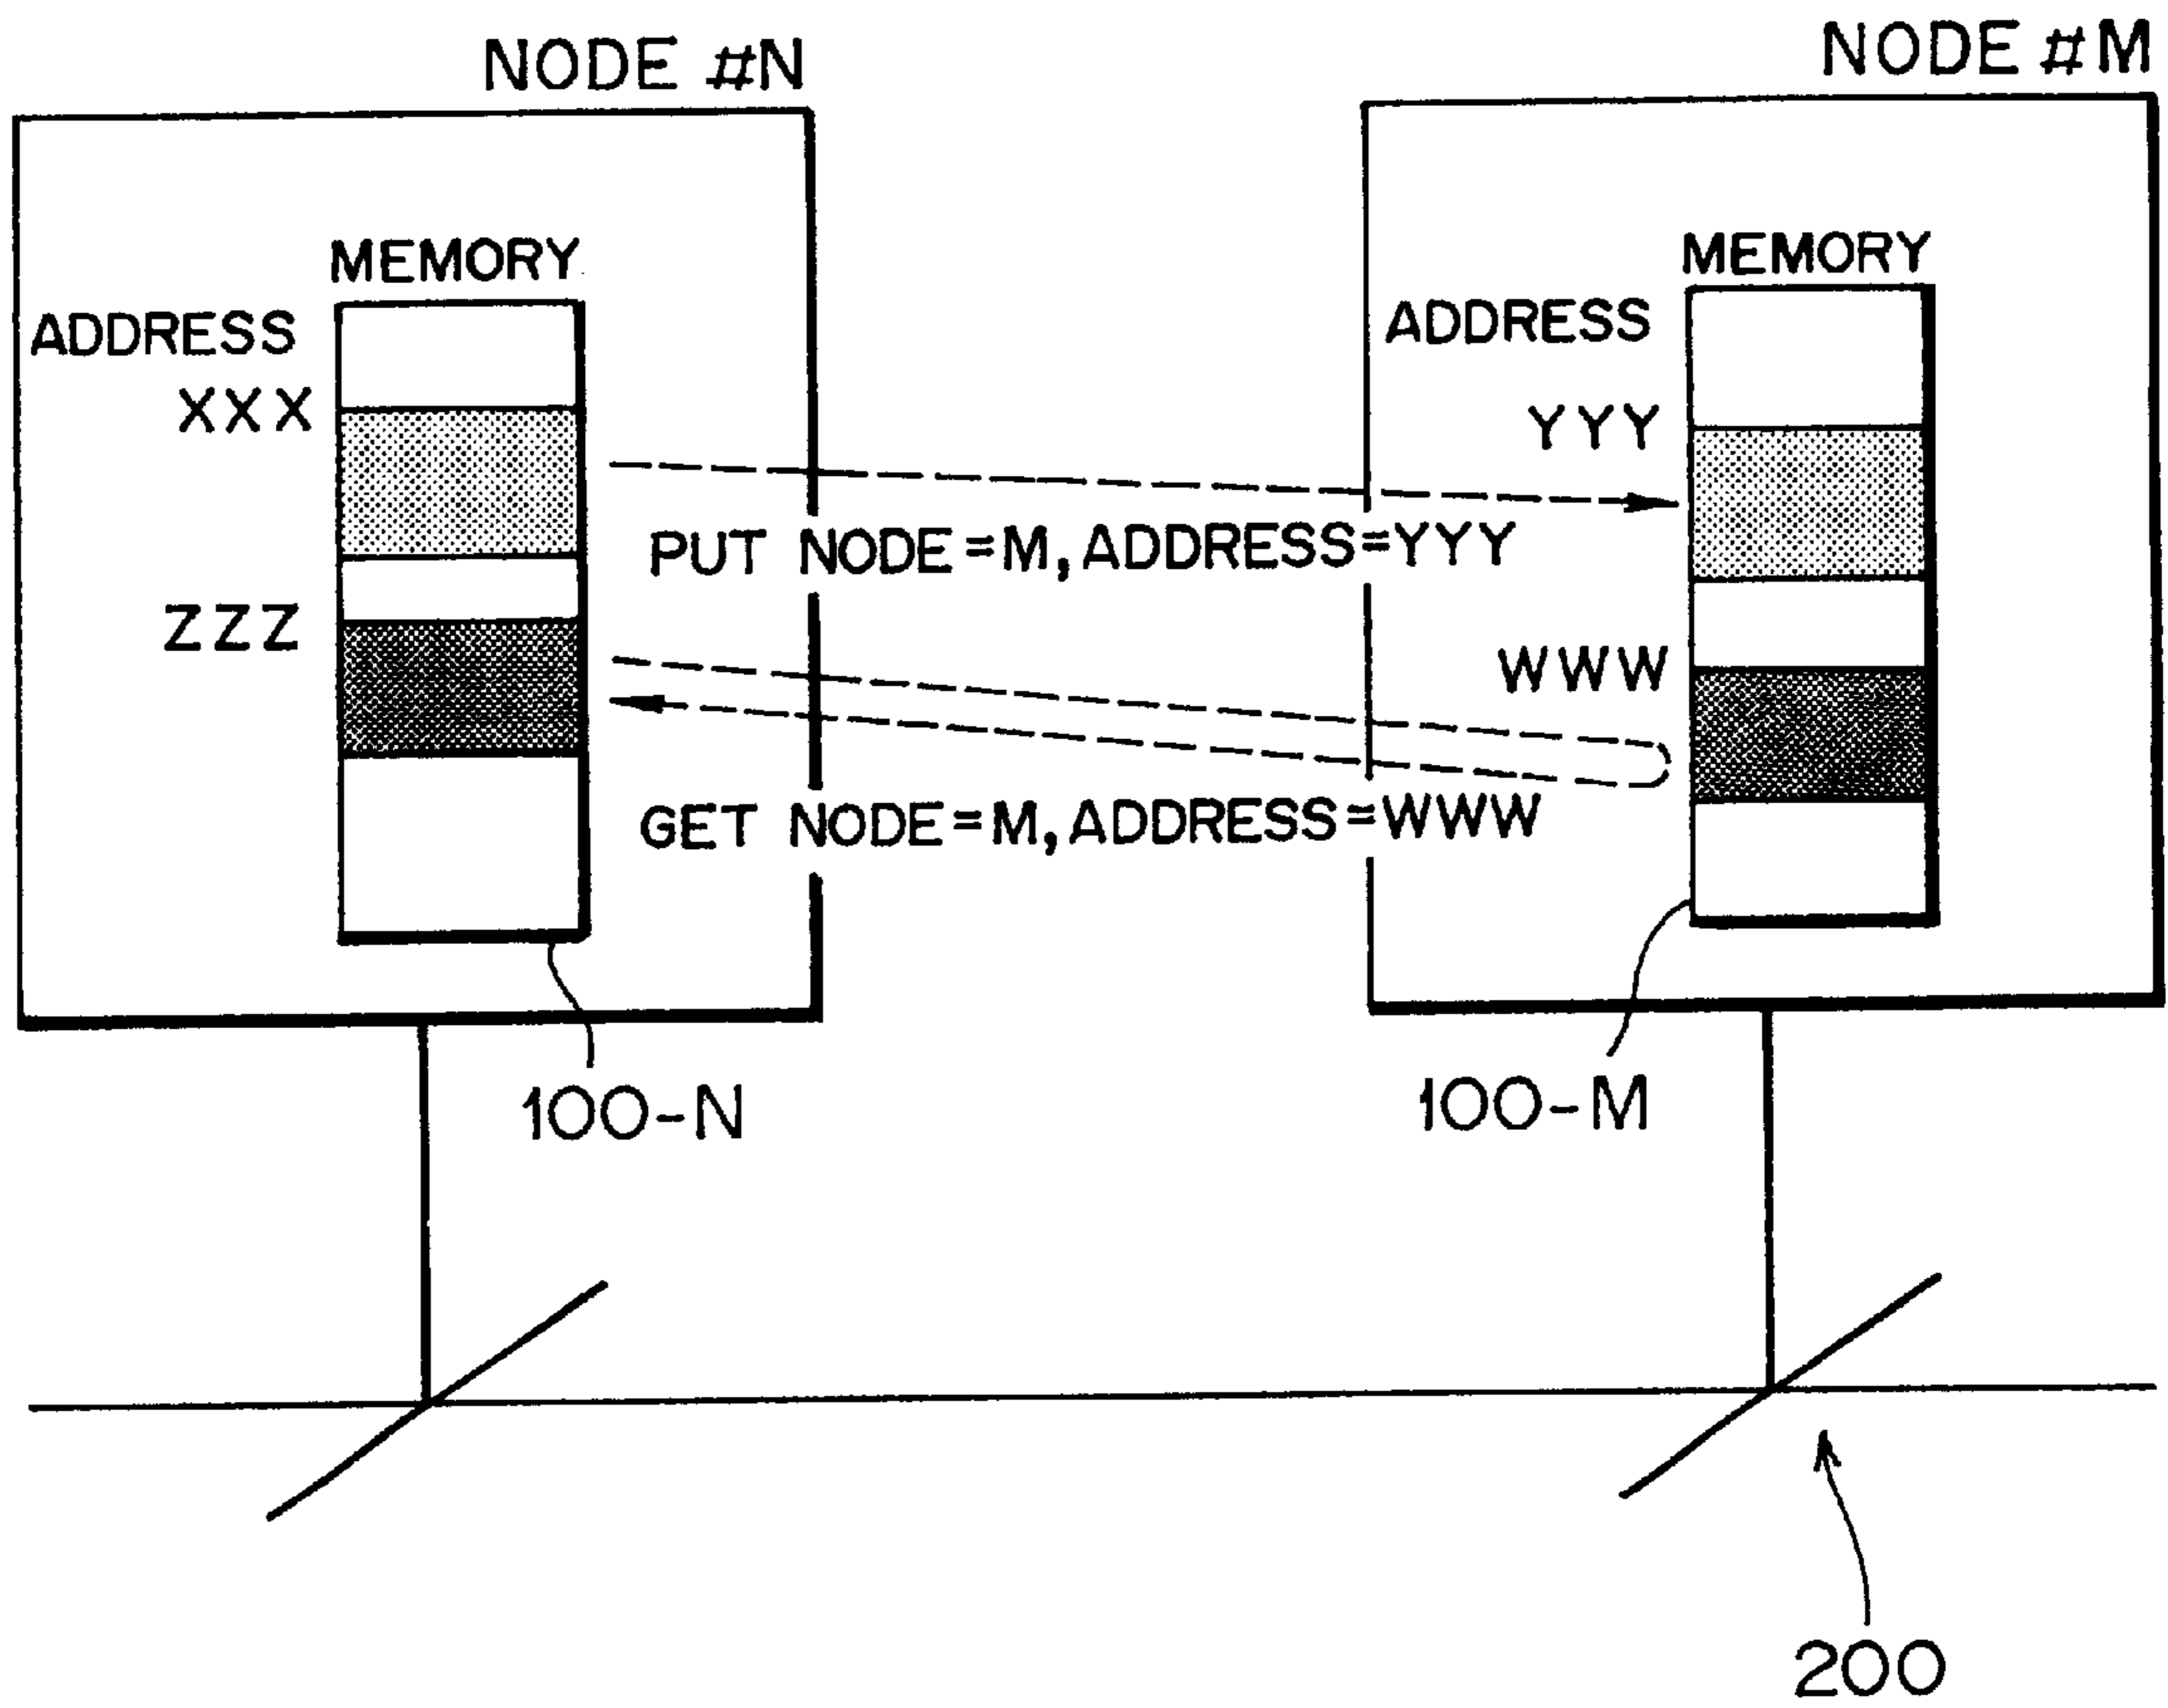 NODE #N
NODE #M
MEMORY
ADDRESS
XXX
ZZZ
MEMORY
ADDRESS
YYY
WWW
PUT NODE=M, ADDRESS=YYY
GET NODE=M, ADDRESS=WWW
100-N
100-M
200